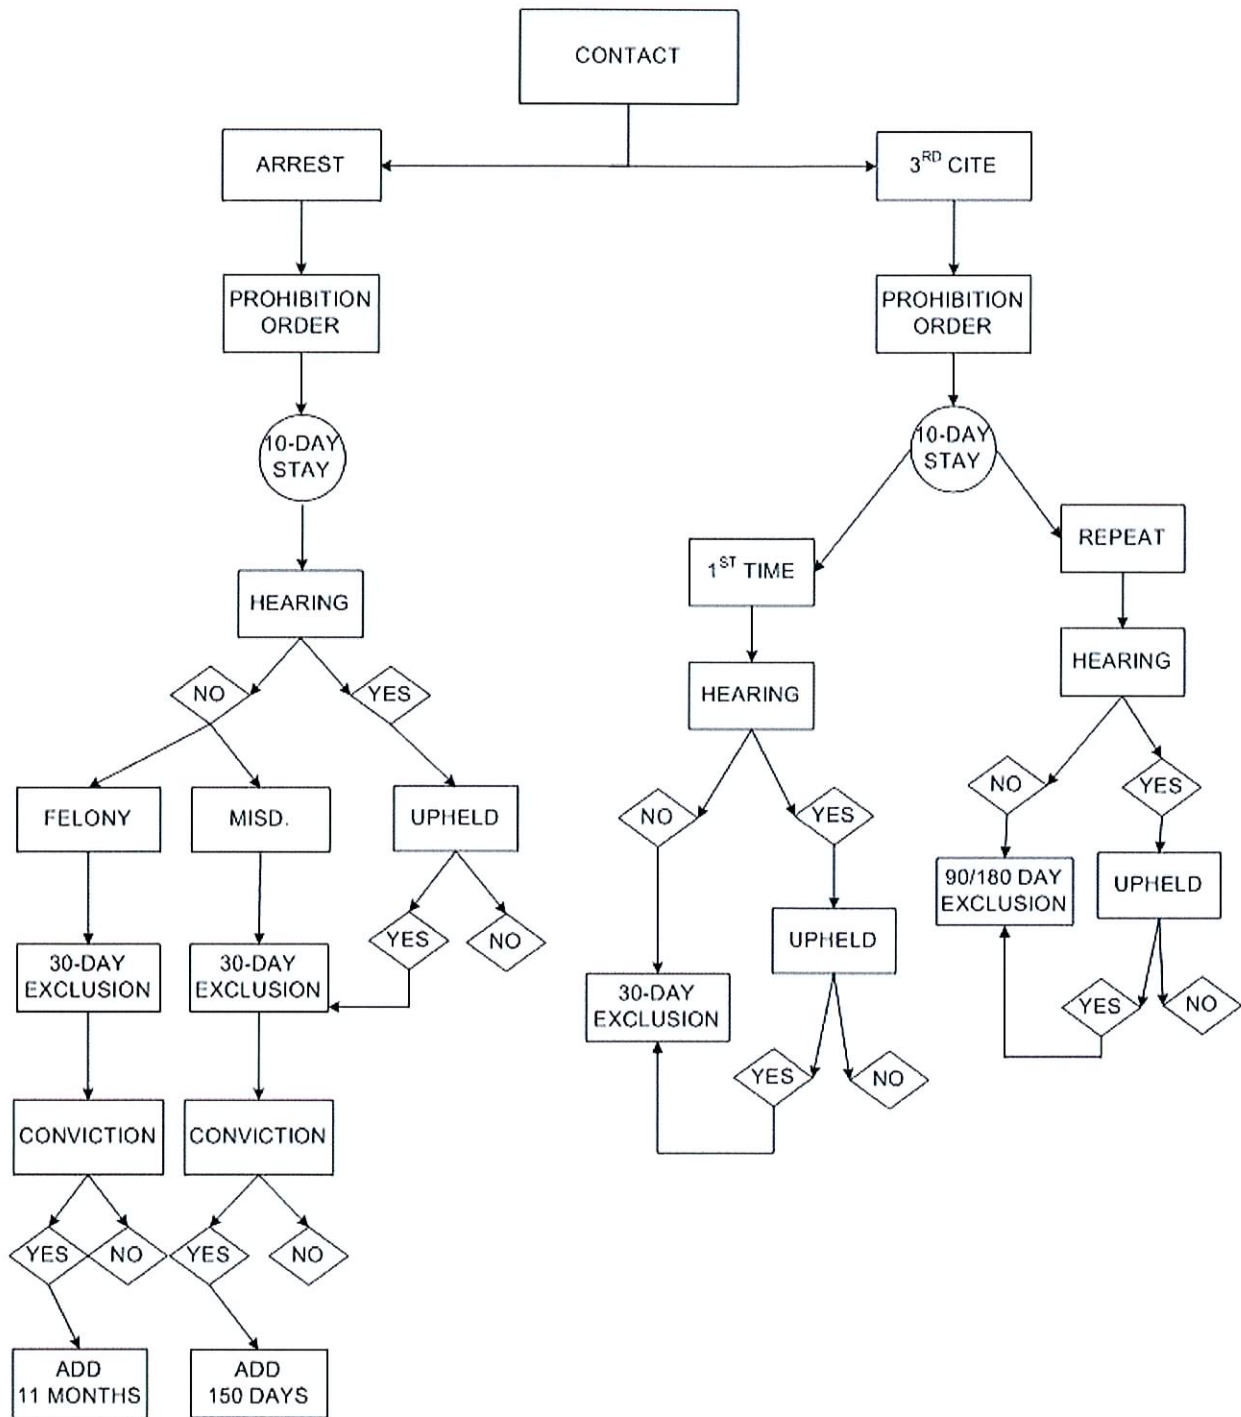 CONTACT
ARREST
3RD CITE
PROHIBITION
ORDER
PROHIBITION
ORDER
10-DAY
STAY
10-DAY
STAY
REPEAT
1ST TIME
HEARING
HEARING
HEARING
NO
YES
NO
YES
FELONY
MISD.
UPHELD
NO
YES
90/180 DAY
EXCLUSION
UPHELD
YES
NO
UPHELD
30-DAY
EXCLUSION
30-DAY
EXCLUSION
30-DAY
EXCLUSION
YES
NO
YES
NO
CONVICTION
CONVICTION
YES
NO
YES
NO
ADD
11 MONTHS
ADD
150 DAYS